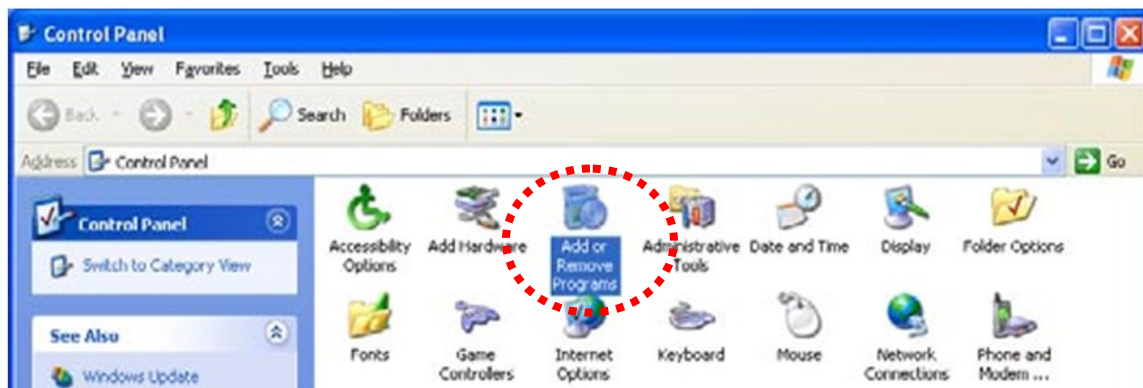 Control Panel
File Edit View Favorites Tools Help
Back Search Folders
Address Control Panel Go
Control Panel
Switch to Category View
See Also
Windows Update
Accessibility Options
Add Hardware
Add or Remove Programs
Administrative Tools
Date and Time
Display
Folder Options
Fonts
Game Controllers
Internet Options
Keyboard
Mouse
Network Connections
Phone and Modem ...